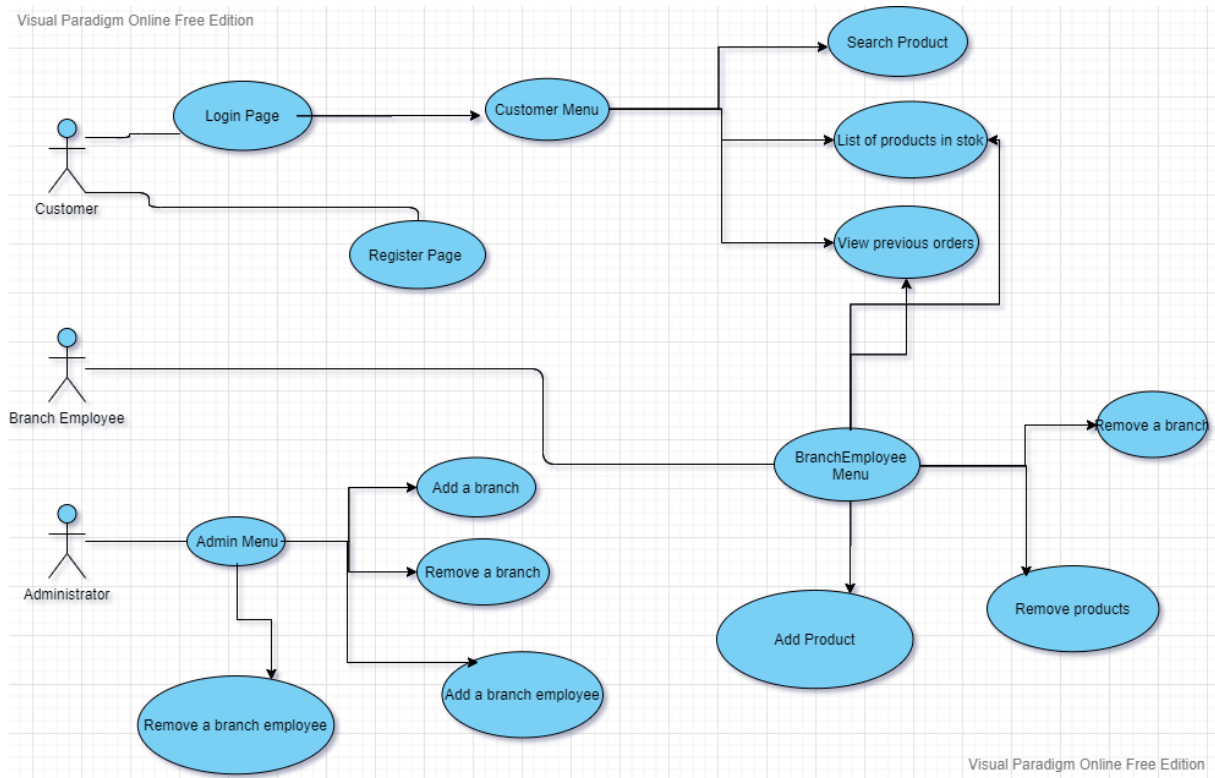 Visual Paradigm Online Free Edition
Search Product
Login Page
Customer Menu
List of products in stok
Customer
View previous orders
Register Page
Branch Employee
Remove a branch
BranchEmployee
Menu
Add a branch
Admin Menu
Remove a branch
Administrator
Remove products
Add Product
Add a branch employee
Remove a branch employee
Visual Paradigm Online Free Edition